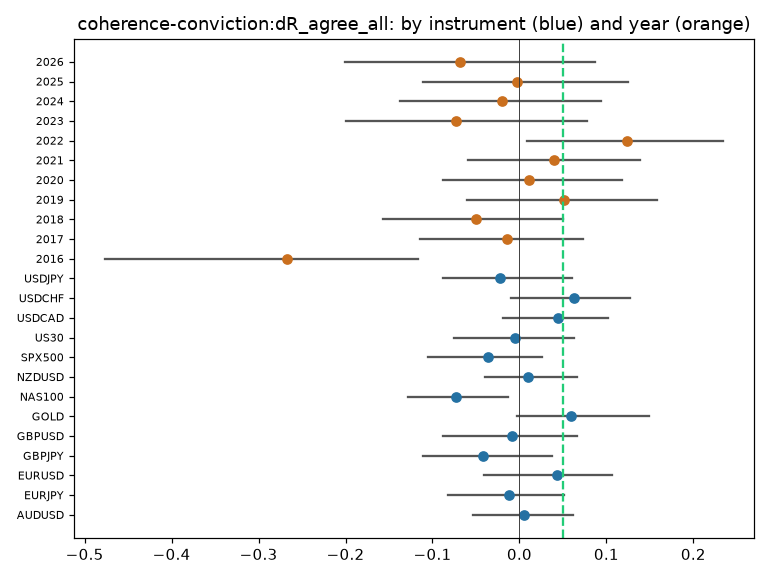 coherence-conviction:dR_agree_all: by instrument (blue) and year (orange)
2026
2025
2024
2023
2022
2021
2020
2019
2018
2017
2016
USDJPY
USDCHF
USDCAD
US30
SPX500
NZDUSD
NAS100
GOLD
GBPUSD
GBPJPY
EURUSD
EURJPY
AUDUSD
−0.5 −0.4 −0.3 −0.2 −0.1 0.0 0.1 0.2